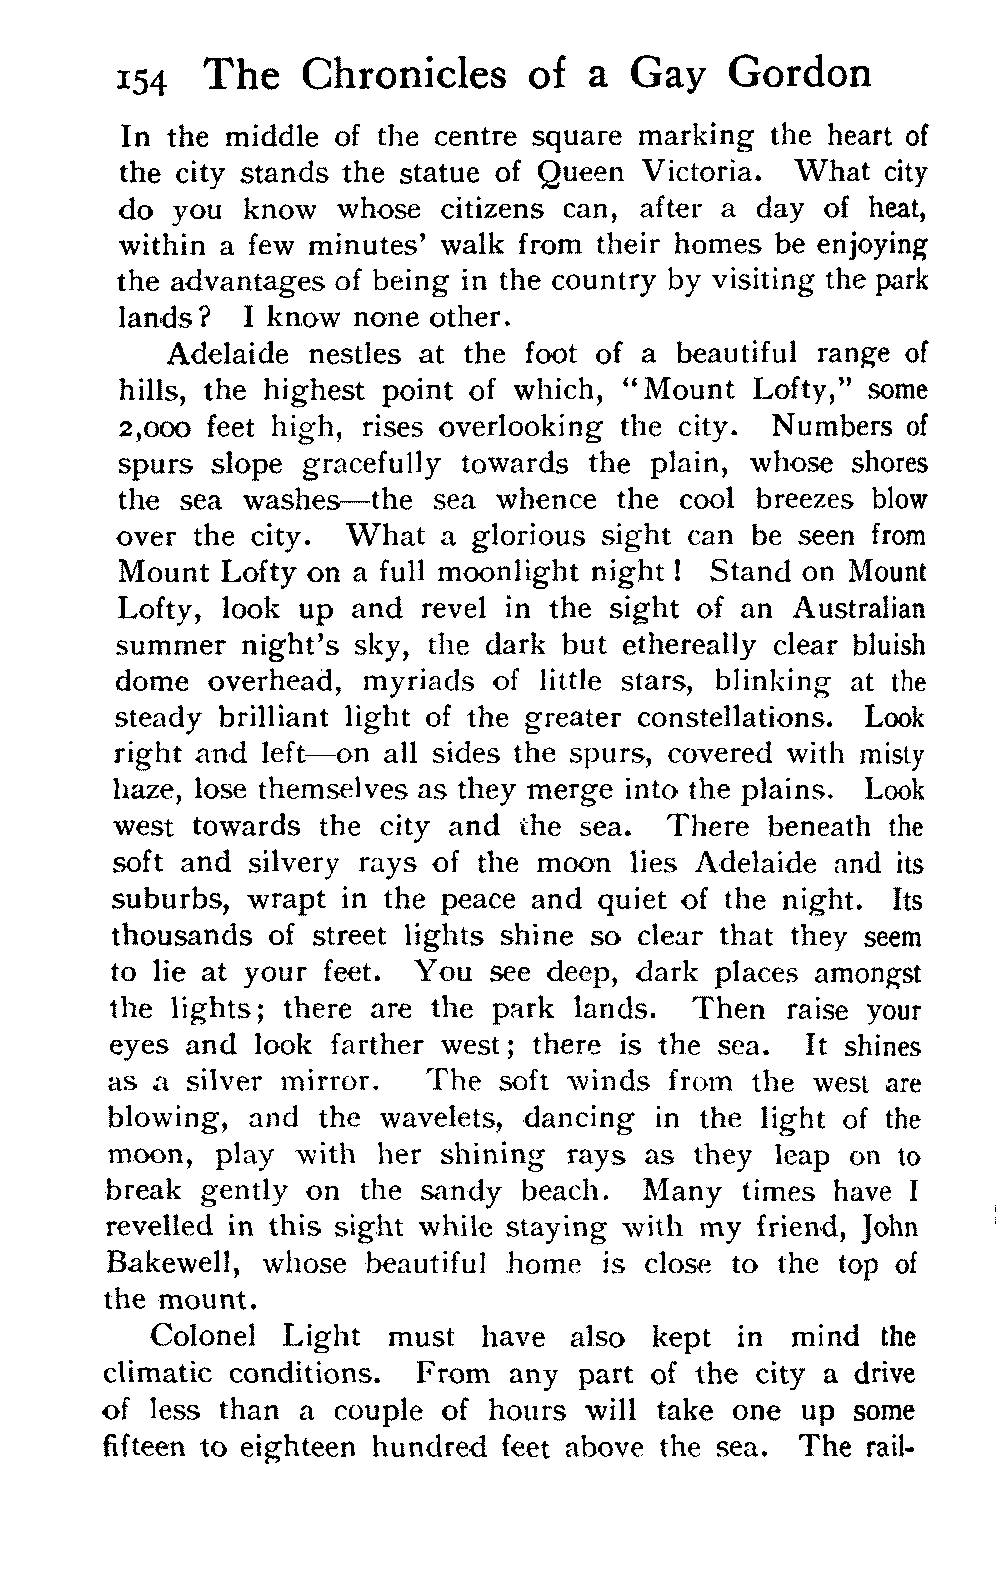 154 The Chronicles of a Gay Gordon
In the middle of the centre square marking the heart of
the city stands the statue of Queen Victoria. What city
do you know whose citizens can, after a day of heat,
within a few minutes' walk from their homes be enjoying
the advantages of being in the country by visiting the park
lands? I know none other.
Adelaide nestles at the foot of a beautiful range of
hills, the highest point of which, "Mount Lofty," some
2,000 feet high, rises overlooking the city. Numbers of
spurs slope gracefully towards the plain, whose shores
the sea washes—the sea whence the cool breezes blow
over the city. What a glorious sight can be seen from
Mount Lofty on a full moonlight night! Stand on Mount
Lofty, look up and revel in the sight of an Australian
summer night's sky, the dark but ethereally clear bluish
dome overhead, myriads of little stars, blinking at the
steady brilliant light of the greater constellations. Look
right and left—on all sides the spurs, covered with misty
haze, lose themselves as they merge into the plains. Look
west towards the city and the sea. There beneath the
soft and silvery rays of the moon lies Adelaide and its
suburbs, wrapt in the peace and quiet of the night. Its
thousands of street lights shine so clear that they seem
to lie at your feet. You see deep, dark places amongst
the lights; there are the park lands. Then raise your
eyes and look farther west; there is the sea. It shines
as a silver mirror. The soft winds from the west are
blowing, and the wavelets, dancing in the light of the
moon, play with her shining rays as they leap on to
break gently on the sandy beach. Many times have I
revelled in this sight while staying with my friend, John
Bakewell, whose beautiful home is close to the top of
the mount.
Colonel Light must have also kept in mind the
climatic conditions. From any part of the city a drive
of less than a couple of hours will take one up some
fifteen to eighteen hundred feet above the sea. The rail-